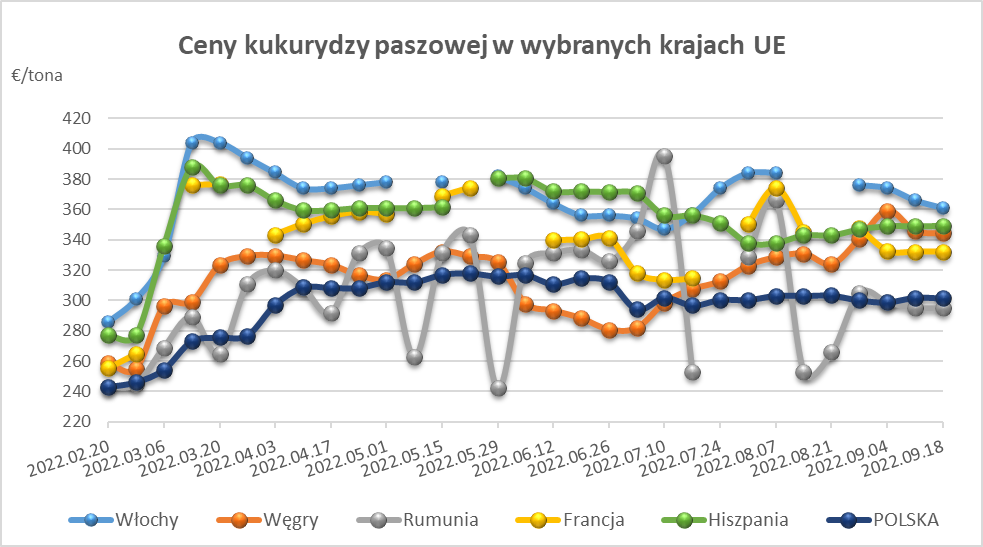 Ceny kukurydzy paszowej w wybranych krajach UE
€/tona
420
400
380
360
340
320
300
280
260
240
220
2022.02.20 2022.03.06 2022.03.20 2022.04.03 2022.04.17 2022.05.01 2022.05.15 2022.05.29 2022.06.12 2022.06.26 2022.07.10 2022.07.24 2022.08.07 2022.08.21 2022.09.04 2022.09.18
Włochy Węgry Rumunia Francja Hiszpania POLSKA